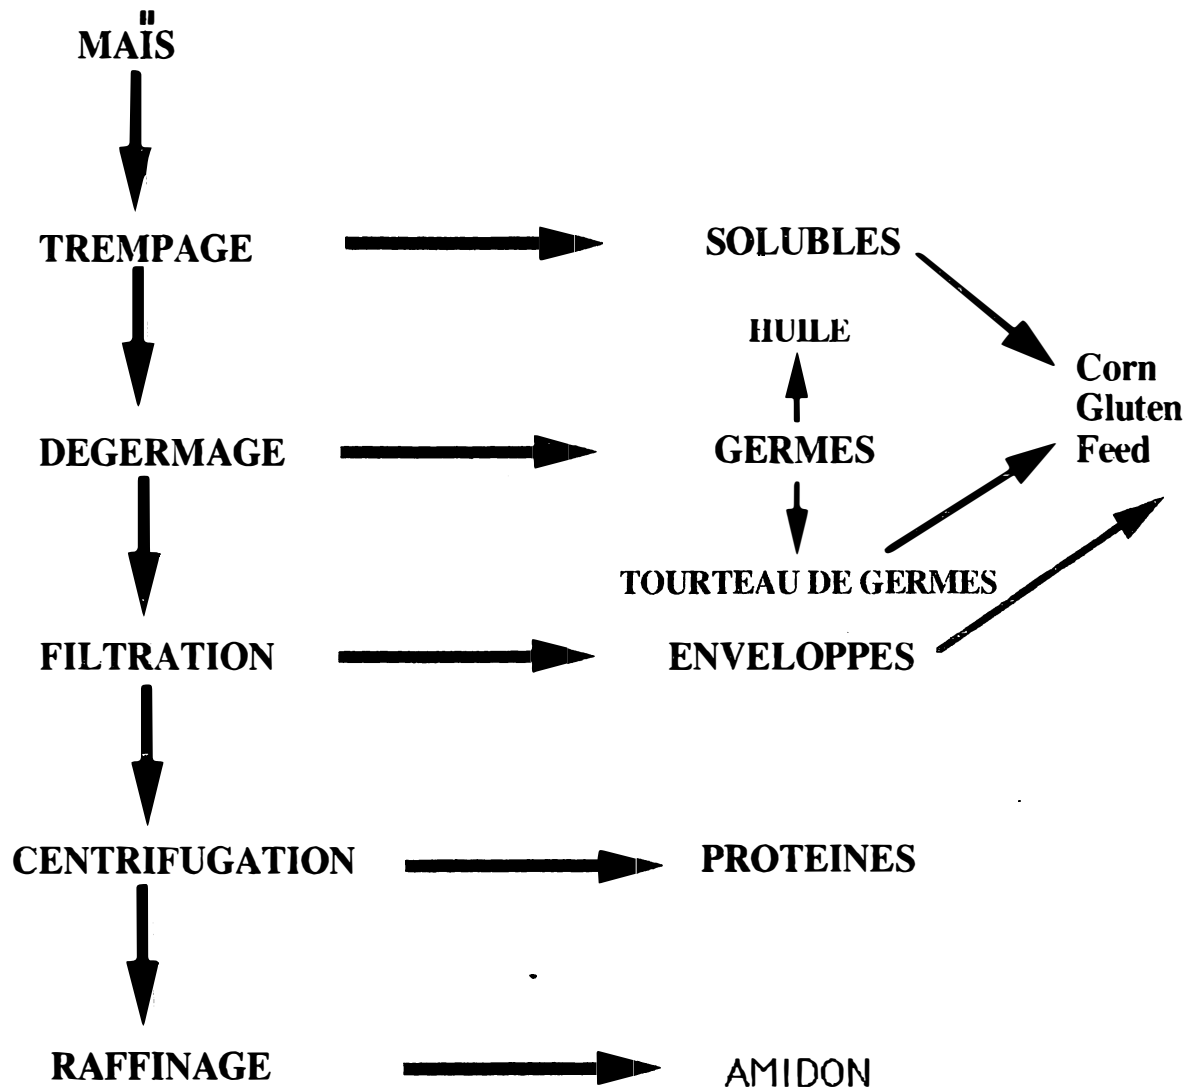 MAÏS
TREMPAGE
SOLUBLES
HUILE
Corn
Gluten
Feed
DEGERMAGE
GERMES
TOURTEAU DE GERMES
FILTRATION
ENVELOPPES
CENTRIFUGATION
PROTEINES
RAFFINAGE
AMIDON